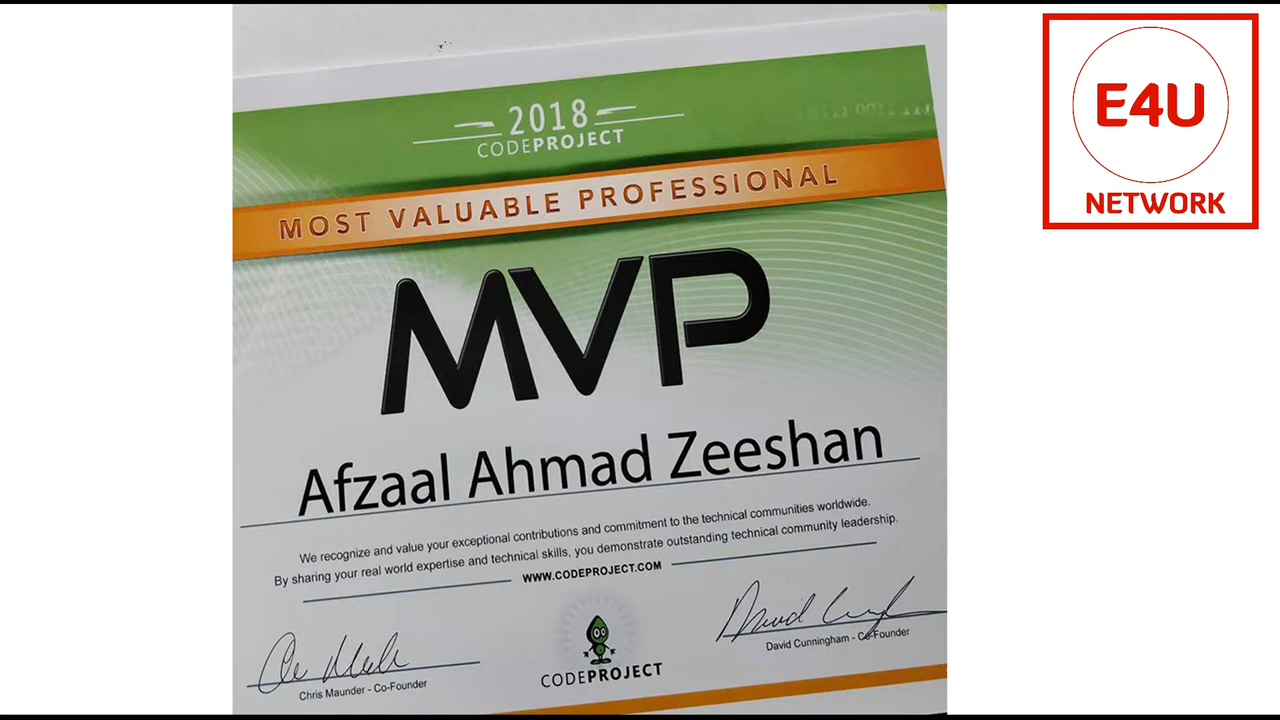 2018
CODEPROJECT
MOST VALUABLE PROFESSIONAL
MVP
Afzaal Ahmad Zeeshan
We recognize and value your exceptional contributions and commitment to the technical communities worldwide.
By sharing your real world expertise and technical skills, you demonstrate outstanding technical community leadership.
WWW.CODEPROJECT.COM
Chris Maunder - Co-Founder
CODEPROJECT
David Cunningham - Co-Founder
E4U
NETWORK